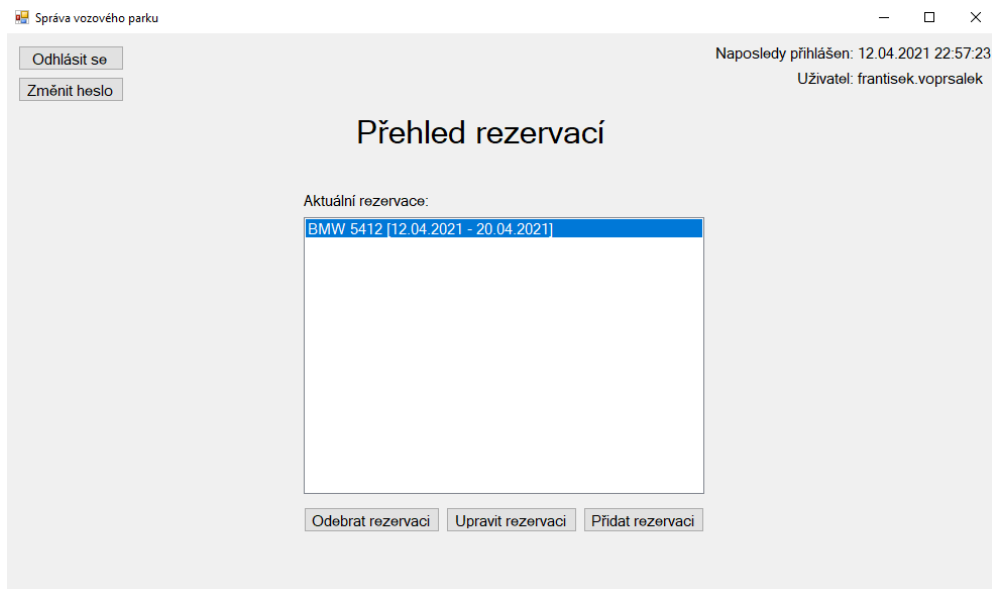 Správa vozového parku
Odhlásit se
Naposledy přihlášen: 12.04.2021 22:57:23
Změnit heslo
Uživatel: frantisek.voprsalek
Přehled rezervací
Aktuální rezervace:
BMW 5412 [12.04.2021 - 20.04.2021]
Odebrat rezervaci Upravit rezervaci Přidat rezervaci